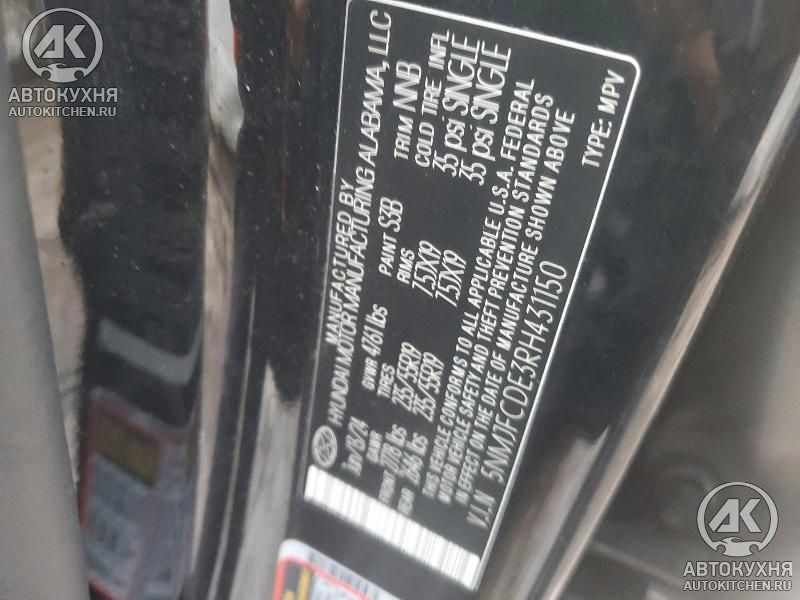 АВТОКУХНЯ
AUTOKITCHEN.RU
MANUFACTURED BY
HYUNDAI MOTOR MANUFACTURING ALABAMA, LLC
GVWR 4761 lbs PAINT S3B TRIM NNB
TIRES RIMS COLD TIRE INFL
235/55R19 7.5JX19 35 psi SINGLE
235/55R19 7.5JX19 35 psi SINGLE
GAWR
FRONT
REAR
THIS VEHICLE CONFORMS TO ALL APPLICABLE U.S.A. FEDERAL
MOTOR VEHICLE SAFETY AND THEFT PREVENTION STANDARDS
IN EFFECT ON THE DATE OF MANUFACTURE SHOWN ABOVE
V.I.N 5NMJFCDE3RH431150 TYPE: MPV
АВТОКУХНЯ
AUTOKITCHEN.RU